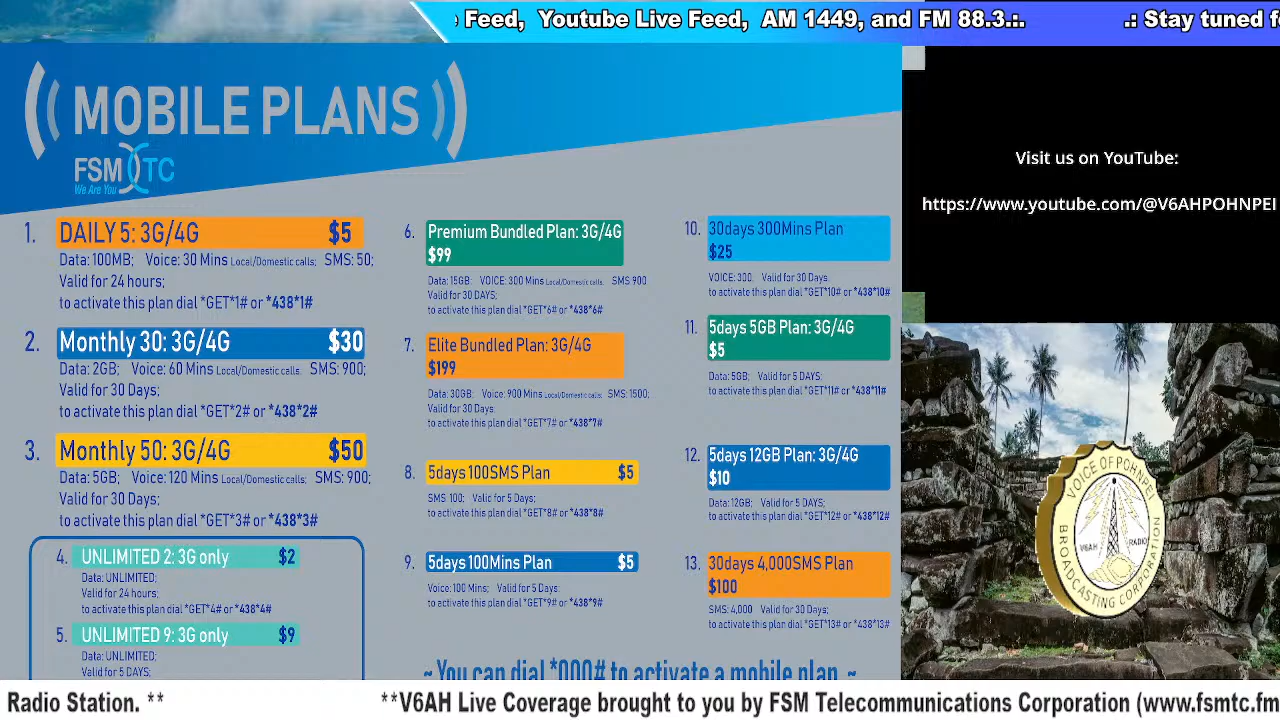 Feed, Youtube Live Feed, AM 1449, and FM 88.3.:.
.: Stay tuned f
MOBILE PLANS
FSMTC
We Are You
1. DAILY 5: 3G/4G $5
Data: 100MB; Voice: 30 Mins Local/Domestic calls; SMS: 50;
Valid for 24 hours;
to activate this plan dial *GET*1# or *438*1#
2. Monthly 30: 3G/4G $30
Data: 2GB; Voice: 60 Mins Local/Domestic calls. SMS: 900;
Valid for 30 Days;
to activate this plan dial *GET*2# or *438*2#
3. Monthly 50: 3G/4G $50
Data: 5GB; Voice: 120 Mins Local/Domestic calls; SMS: 900;
Valid for 30 Days;
to activate this plan dial *GET*3# or *438*3#
4. UNLIMITED 2: 3G only $2
Data: UNLIMITED;
Valid for 24 hours;
to activate this plan dial *GET*4# or *438*4#
5. UNLIMITED 9: 3G only $9
Data: UNLIMITED;
Valid for 5 DAYS;
6. Premium Bundled Plan: 3G/4G
$99
Data: 15GB; VOICE: 300 Mins Local/Domestic calls. SMS 900
Valid for 30 DAYS;
to activate this plan dial *GET*6# or *438*6#
7. Elite Bundled Plan: 3G/4G
$199
Data: 30GB; Voice: 900 Mins Local/Domestic calls; SMS: 1500;
Valid for 30 Days;
to activate this plan dial *GET*7# or *438*7#
8. 5days 100SMS Plan $5
SMS 100; Valid for 5 Days;
to activate this plan dial *GET*8# or *438*8#
9. 5days 100Mins Plan $5
Voice: 100 Mins; Valid for 5 Days;
to activate this plan dial *GET*9# or *438*9#
10. 30days 300Mins Plan
$25
VOICE: 300 Valid for 30 Days;
to activate this plan dial *GET*10# or *438*10#
11. 5days 5GB Plan: 3G/4G
$5
Data: 5GB; Valid for 5 DAYS;
to activate this plan dial *GET*11# or *438*11#
12. 5days 12GB Plan: 3G/4G
$10
Data: 12GB; Valid for 5 DAYS;
to activate this plan dial *GET*12# or *438*12#
13. 30days 4,000SMS Plan
$100
SMS: 4,000 Valid for 30 Days;
to activate this plan dial *GET*13# or *438*13#
~ You can dial *000# to activate a mobile plan ~
Visit us on YouTube:
https://www.youtube.com/@V6AHPOHNPEI
VOICE OF POHNPEI
V6AH RADIO
BROADCASTING CORPORATION
Radio Station. **
**V6AH Live Coverage brought to you by FSM Telecommunications Corporation (www.fsmtc.fm